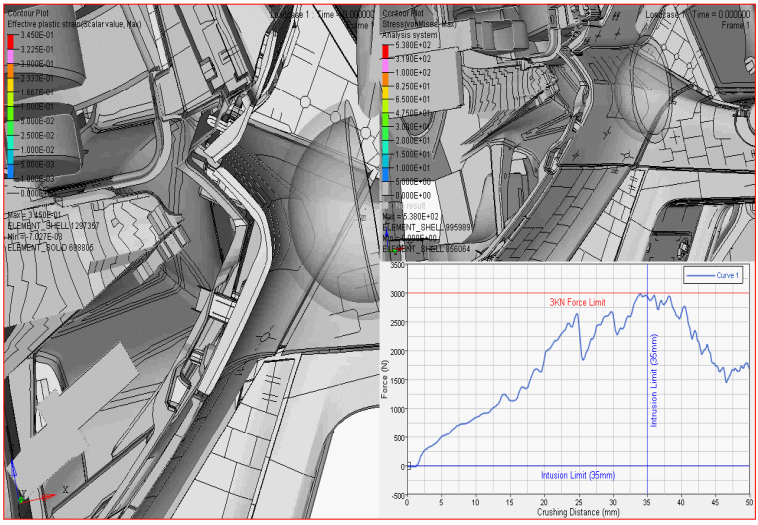 Contour Plot
Effective plastic strain(Scalar value, Max)
Loadcase 1 : Time = 0.000000
Frame 1
3.450E-01
3.225E-01
3.000E-01
2.333E-01
1.667E-01
1.000E-01
5.000E-02
2.500E-02
1.000E-02
5.000E-03
1.000E-03
0.000E+00
Max = 3.450E-01
ELEMENT_SHELL 1297357
Min = -7.027E-03
ELEMENT_SOLID 698805
X
Y
Contour Plot
Stress(vonMises, Max)
Analysis system
Loadcase 1 : Time = 0.000000
Frame 1
5.380E+02
3.190E+02
1.000E+02
8.250E+01
6.500E+01
4.750E+01
3.000E+01
2.000E+01
1.500E+01
1.000E+01
5.000E+00
0.000E+00
result
Max = 5.380E+02
ELEMENT_SHELL 995989
Min = 0.000E+00
ELEMENT_SHELL 856064
Curve 1
3KN Force Limit
Intrusion Limit (35mm)
Intusion Limit (35mm)
Force (N)
3500
3000
2500
2000
1500
1000
500
0
-500
0 5 10 15 20 25 30 35 40 45 50
Crushing Distance (mm)